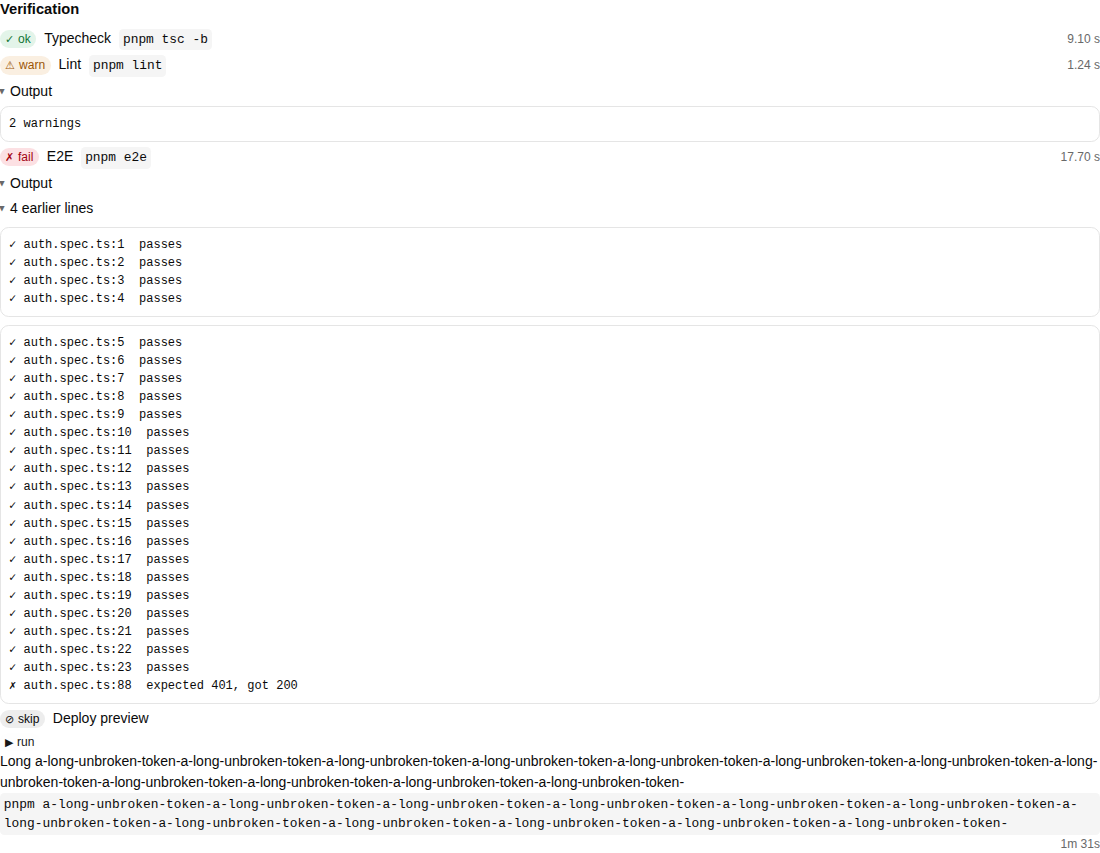 Verification
✓ ok Typecheck pnpm tsc -b 9.10 s
⚠ warn Lint pnpm lint 1.24 s
▾ Output
2 warnings
✗ fail E2E pnpm e2e 17.70 s
▾ Output
▾ 4 earlier lines
✓ auth.spec.ts:1  passes
✓ auth.spec.ts:2  passes
✓ auth.spec.ts:3  passes
✓ auth.spec.ts:4  passes
✓ auth.spec.ts:5  passes
✓ auth.spec.ts:6  passes
✓ auth.spec.ts:7  passes
✓ auth.spec.ts:8  passes
✓ auth.spec.ts:9  passes
✓ auth.spec.ts:10  passes
✓ auth.spec.ts:11  passes
✓ auth.spec.ts:12  passes
✓ auth.spec.ts:13  passes
✓ auth.spec.ts:14  passes
✓ auth.spec.ts:15  passes
✓ auth.spec.ts:16  passes
✓ auth.spec.ts:17  passes
✓ auth.spec.ts:18  passes
✓ auth.spec.ts:19  passes
✓ auth.spec.ts:20  passes
✓ auth.spec.ts:21  passes
✓ auth.spec.ts:22  passes
✓ auth.spec.ts:23  passes
✗ auth.spec.ts:88  expected 401, got 200
⊘ skip Deploy preview
▶ run
Long a-long-unbroken-token-a-long-unbroken-token-a-long-unbroken-token-a-long-unbroken-token-a-long-unbroken-token-a-long-unbroken-token-a-long-unbroken-token-a-long-
unbroken-token-a-long-unbroken-token-a-long-unbroken-token-a-long-unbroken-token-a-long-unbroken-token-
pnpm a-long-unbroken-token-a-long-unbroken-token-a-long-unbroken-token-a-long-unbroken-token-a-long-unbroken-token-a-long-unbroken-token-a-
long-unbroken-token-a-long-unbroken-token-a-long-unbroken-token-a-long-unbroken-token-a-long-unbroken-token-a-long-unbroken-token-
1m 31s